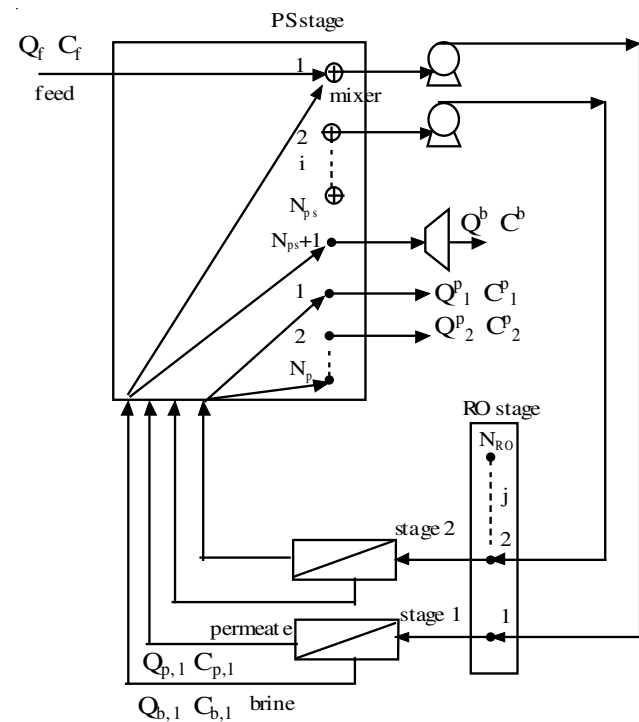 PS stage
Q_f C_f
feed
1
mixer
2
i
N_ps
N_ps+1
Q^b C^b
1
Q^p_1 C^p_1
2
Q^p_2 C^p_2
N_p
RO stage
N_RO
j
stage 2
2
stage 1
1
permeate
Q_p,1 C_p,1
Q_b,1 C_b,1 brine